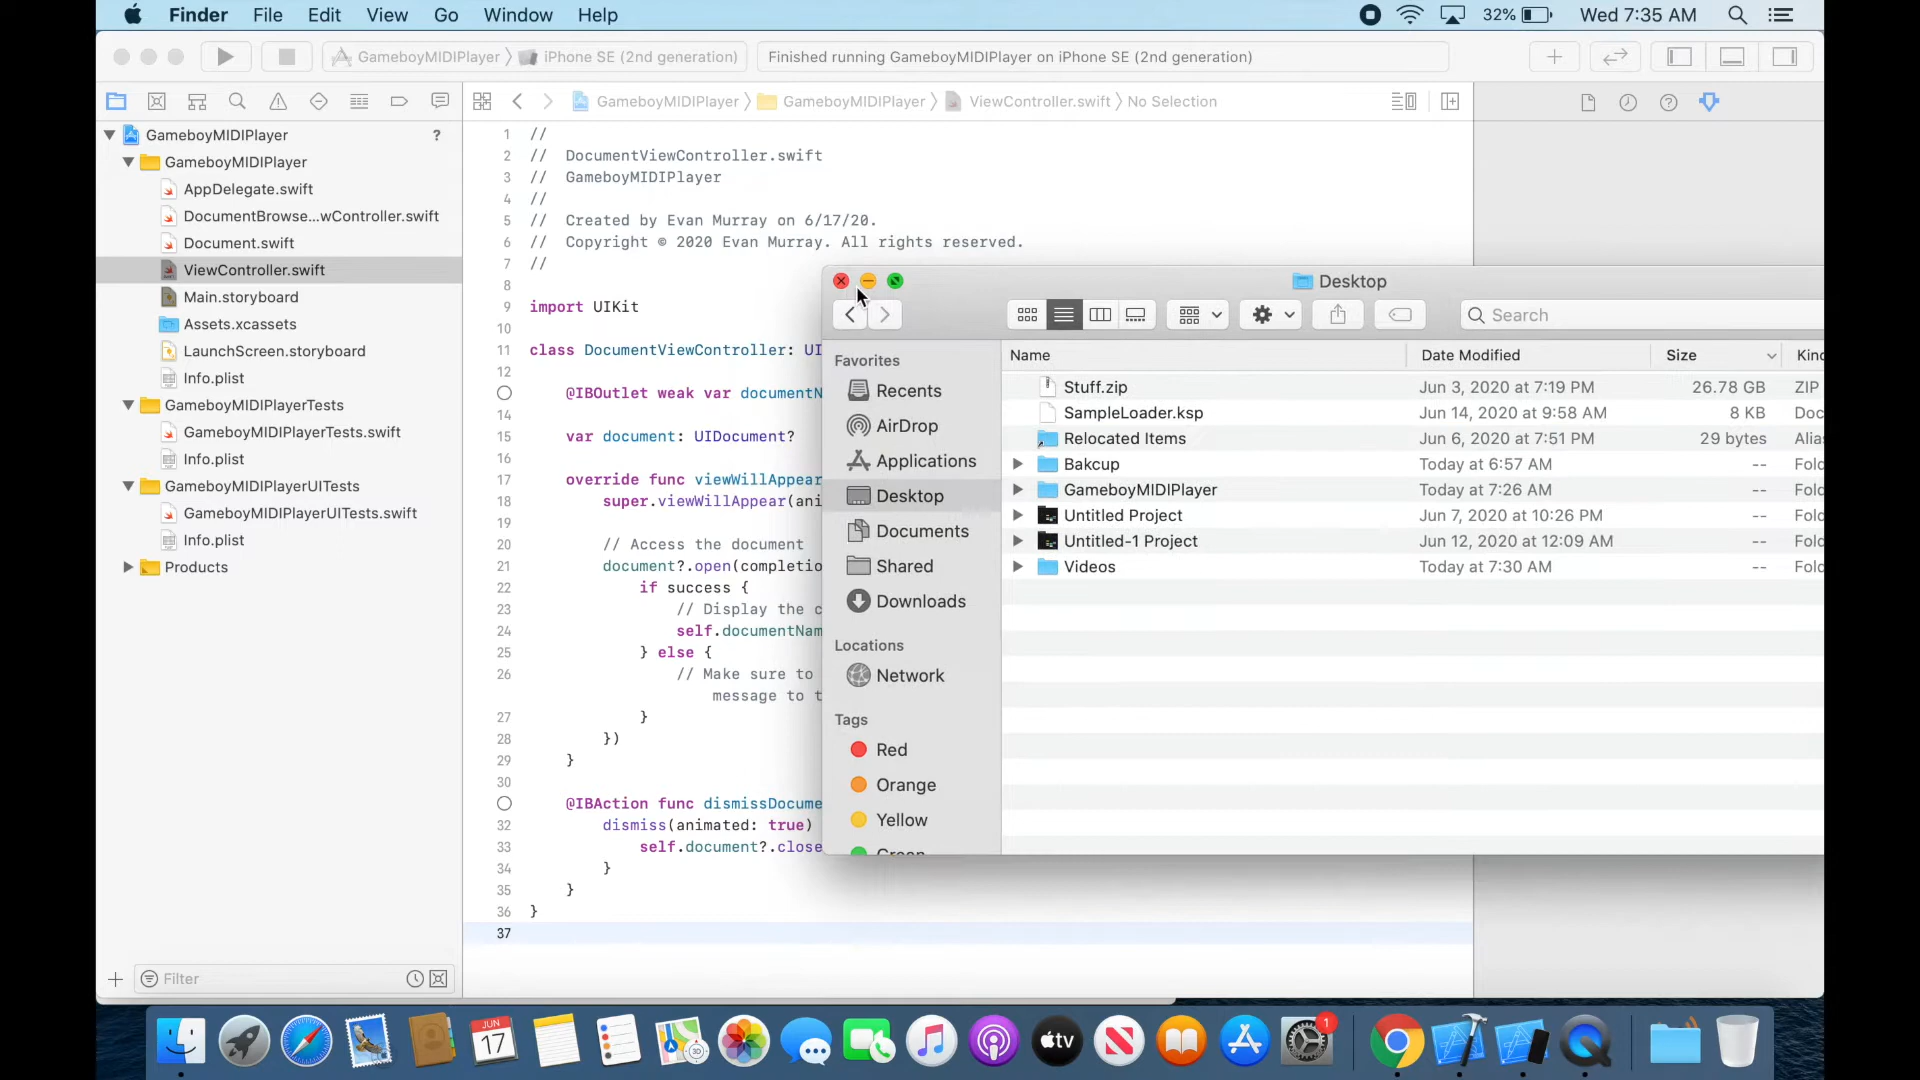 Finder File Edit View Go Window Help 32% Wed 7:35 AM
GameboyMIDIPlayer iPhone SE (2nd generation) Finished running GameboyMIDIPlayer on iPhone SE (2nd generation)
GameboyMIDIPlayer GameboyMIDIPlayer ViewController.swift No Selection
GameboyMIDIPlayer ?
GameboyMIDIPlayer
AppDelegate.swift
DocumentBrowse...wController.swift
Document.swift
ViewController.swift
Main.storyboard
Assets.xcassets
LaunchScreen.storyboard
Info.plist
GameboyMIDIPlayerTests
GameboyMIDIPlayerTests.swift
Info.plist
GameboyMIDIPlayerUITests
GameboyMIDIPlayerUITests.swift
Info.plist
Products
Filter
1 //
2 // DocumentViewController.swift
3 // GameboyMIDIPlayer
4 //
5 // Created by Evan Murray on 6/17/20.
6 // Copyright © 2020 Evan Murray. All rights reserved.
7 //
8
9 import UIKit
10
11 class DocumentViewController: UI
12
@IBOutlet weak var documentN
14
15 var document: UIDocument?
16
17 override func viewWillAppear
18 super.viewWillAppear(ani
19
20 // Access the document
21 document?.open(completio
22 if success {
23 // Display the c
24 self.documentNam
25 } else {
26 // Make sure to
message to t
27 }
28 })
29 }
30
@IBAction func dismissDocume
32 dismiss(animated: true)
33 self.document?.close
34 }
35 }
36 }
37
Desktop
Search
Favorites
Recents
AirDrop
Applications
Desktop
Documents
Shared
Downloads
Locations
Network
Tags
Red
Orange
Yellow
Green
Name Date Modified Size Kind
Stuff.zip Jun 3, 2020 at 7:19 PM 26.78 GB ZIP
SampleLoader.ksp Jun 14, 2020 at 9:58 AM 8 KB Doc
Relocated Items Jun 6, 2020 at 7:51 PM 29 bytes Alia
Bakcup Today at 6:57 AM -- Fold
GameboyMIDIPlayer Today at 7:26 AM -- Fold
Untitled Project Jun 7, 2020 at 10:26 PM -- Fold
Untitled-1 Project Jun 12, 2020 at 12:09 AM -- Fold
Videos Today at 7:30 AM -- Fold
JUN
17
3D
tv
1